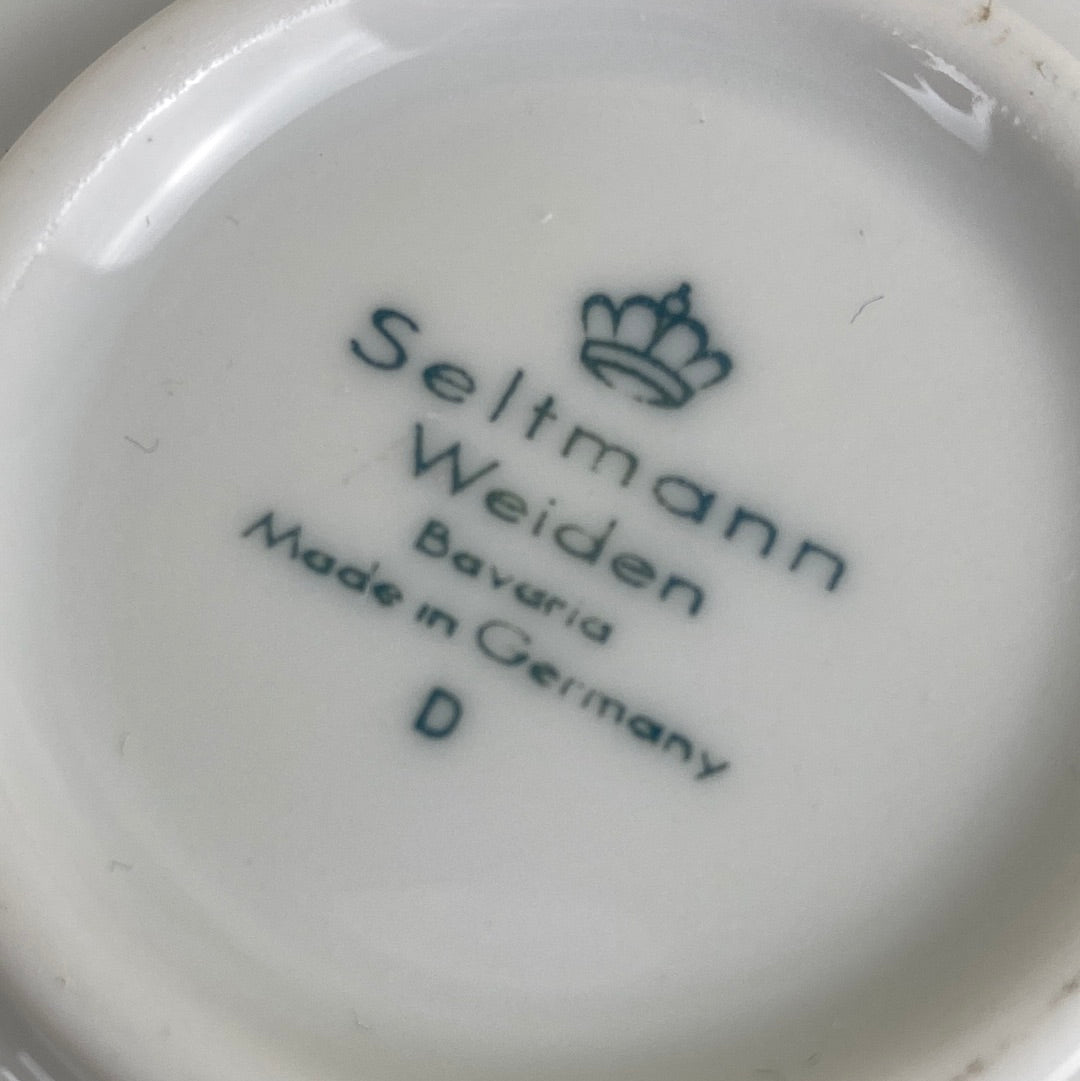 Seltmann
Weiden
Bavaria
Made in Germany
D